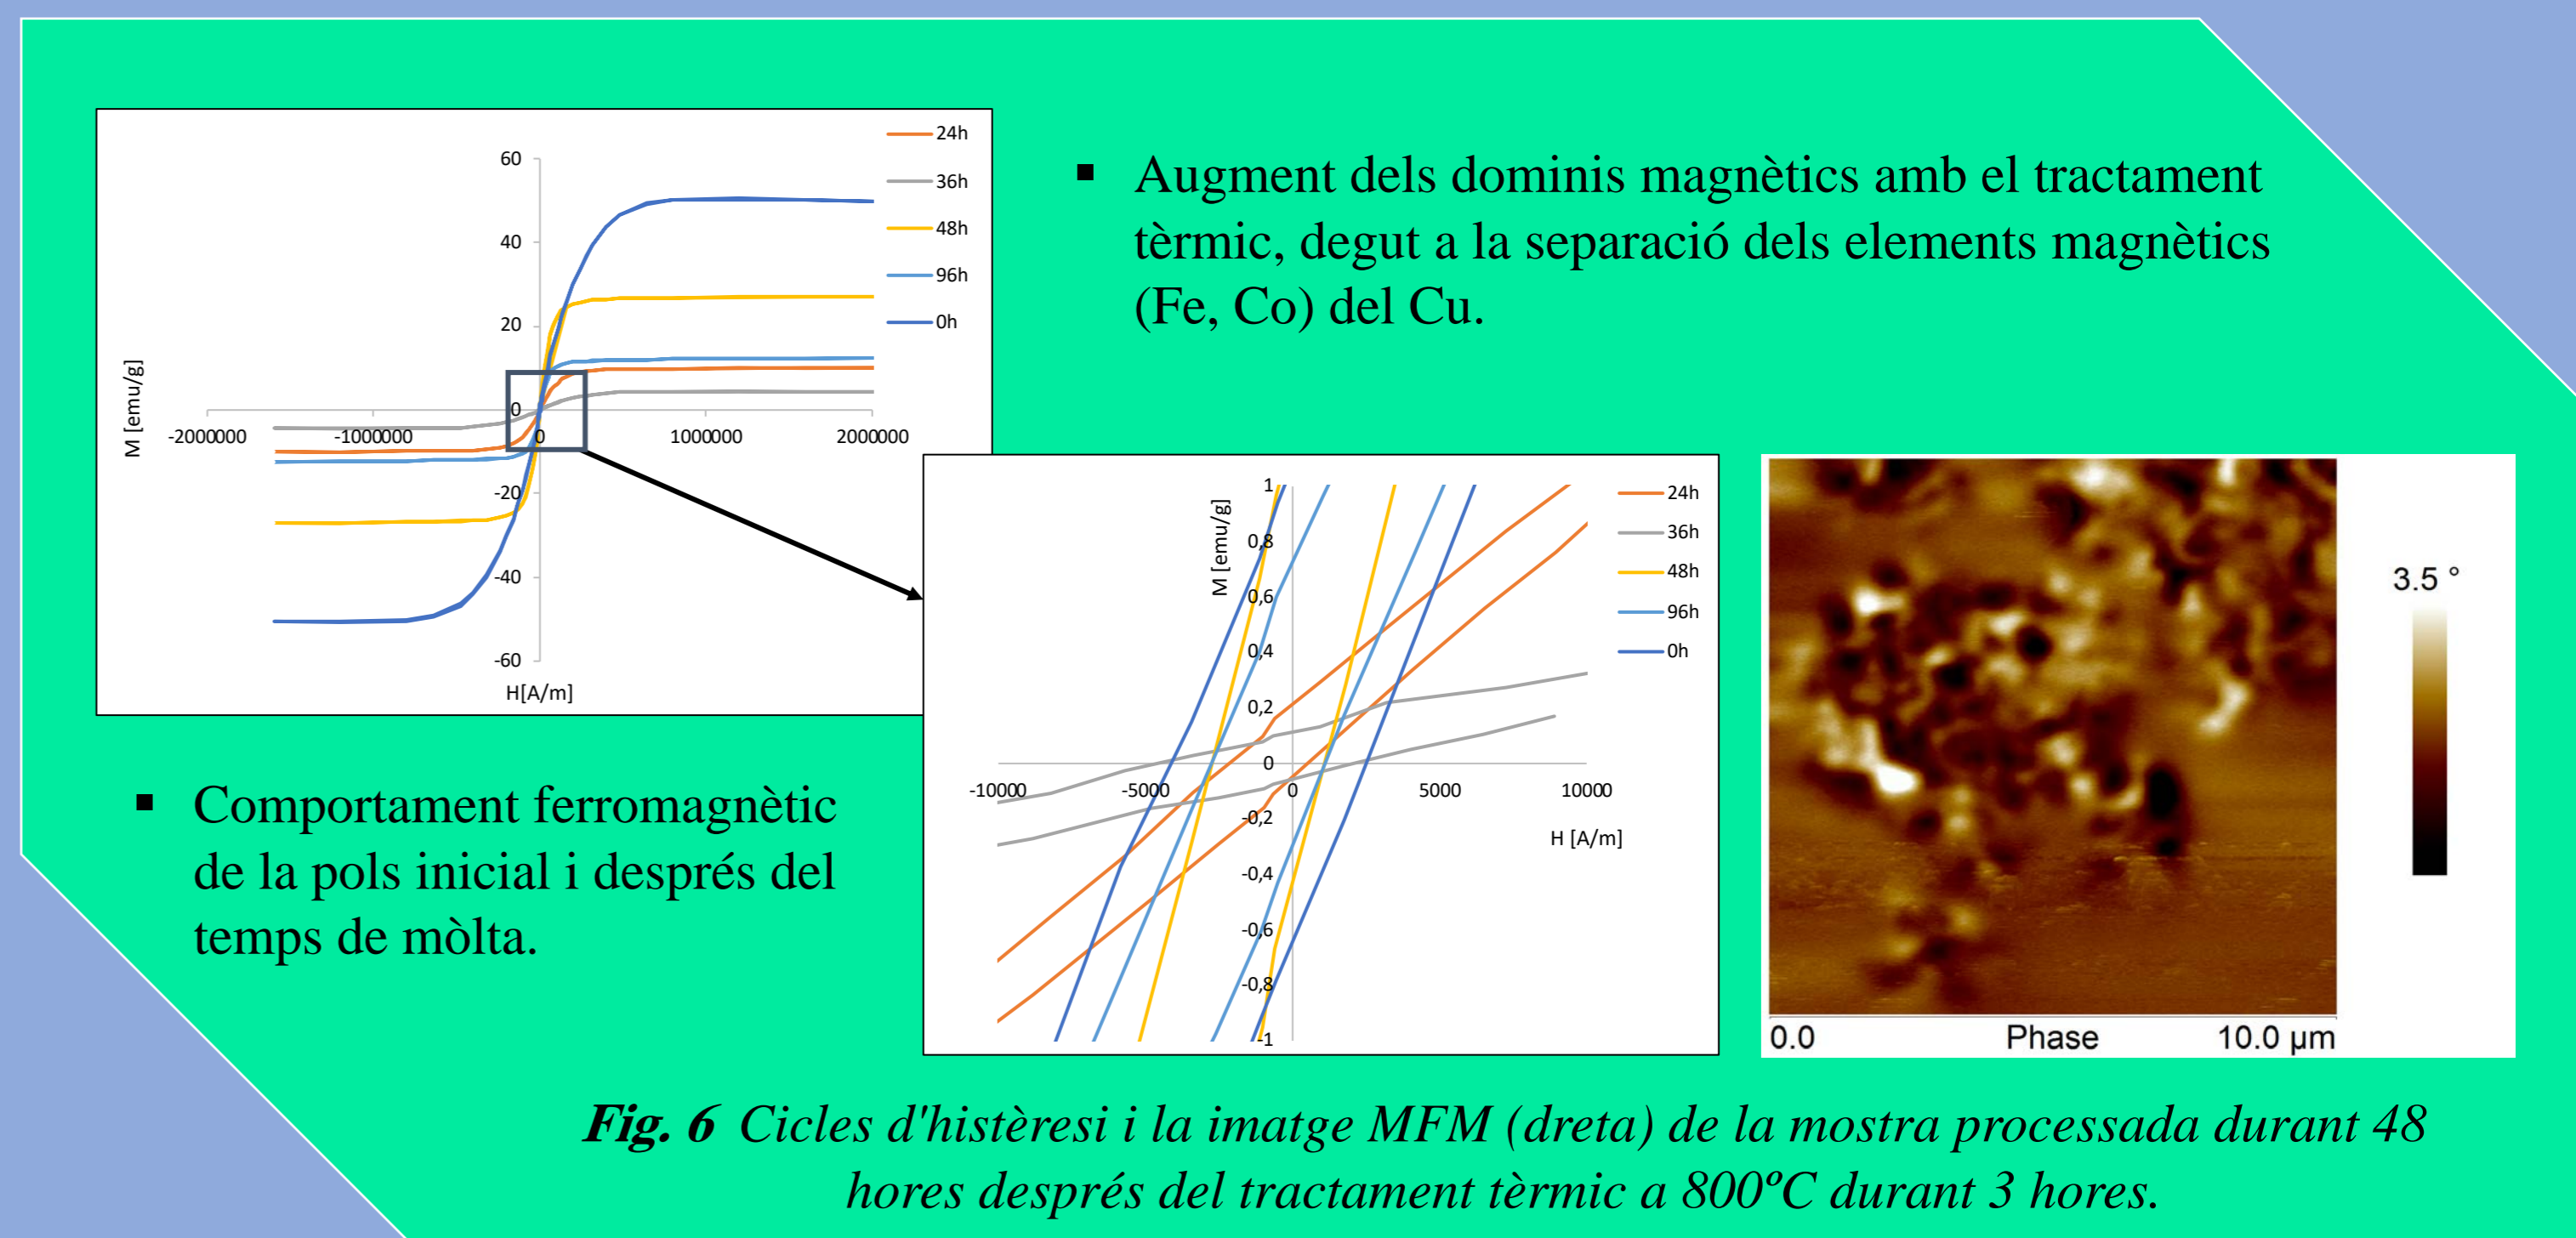 24h
36h
48h
96h
0h
60
40
20
0
-20
-40
-60
-2000000
-1000000
0
1000000
2000000
M [emu/g]
H[A/m]
▪ Augment dels dominis magnètics amb el tractament
tèrmic, degut a la separació dels elements magnètics
(Fe, Co) del Cu.
▪ Comportament ferromagnètic
de la pols inicial i després del
temps de mòlta.
24h
36h
48h
96h
0h
1
0,8
0,6
0,4
0,2
0
-0,2
-0,4
-0,6
-0,8
-1
-10000
-5000
0
5000
10000
M [emu/g]
H [A/m]
3.5 °
0.0 Phase 10.0 µm
Fig. 6 Cicles d'histèresi i la imatge MFM (dreta) de la mostra processada durant 48
hores després del tractament tèrmic a 800ºC durant 3 hores.